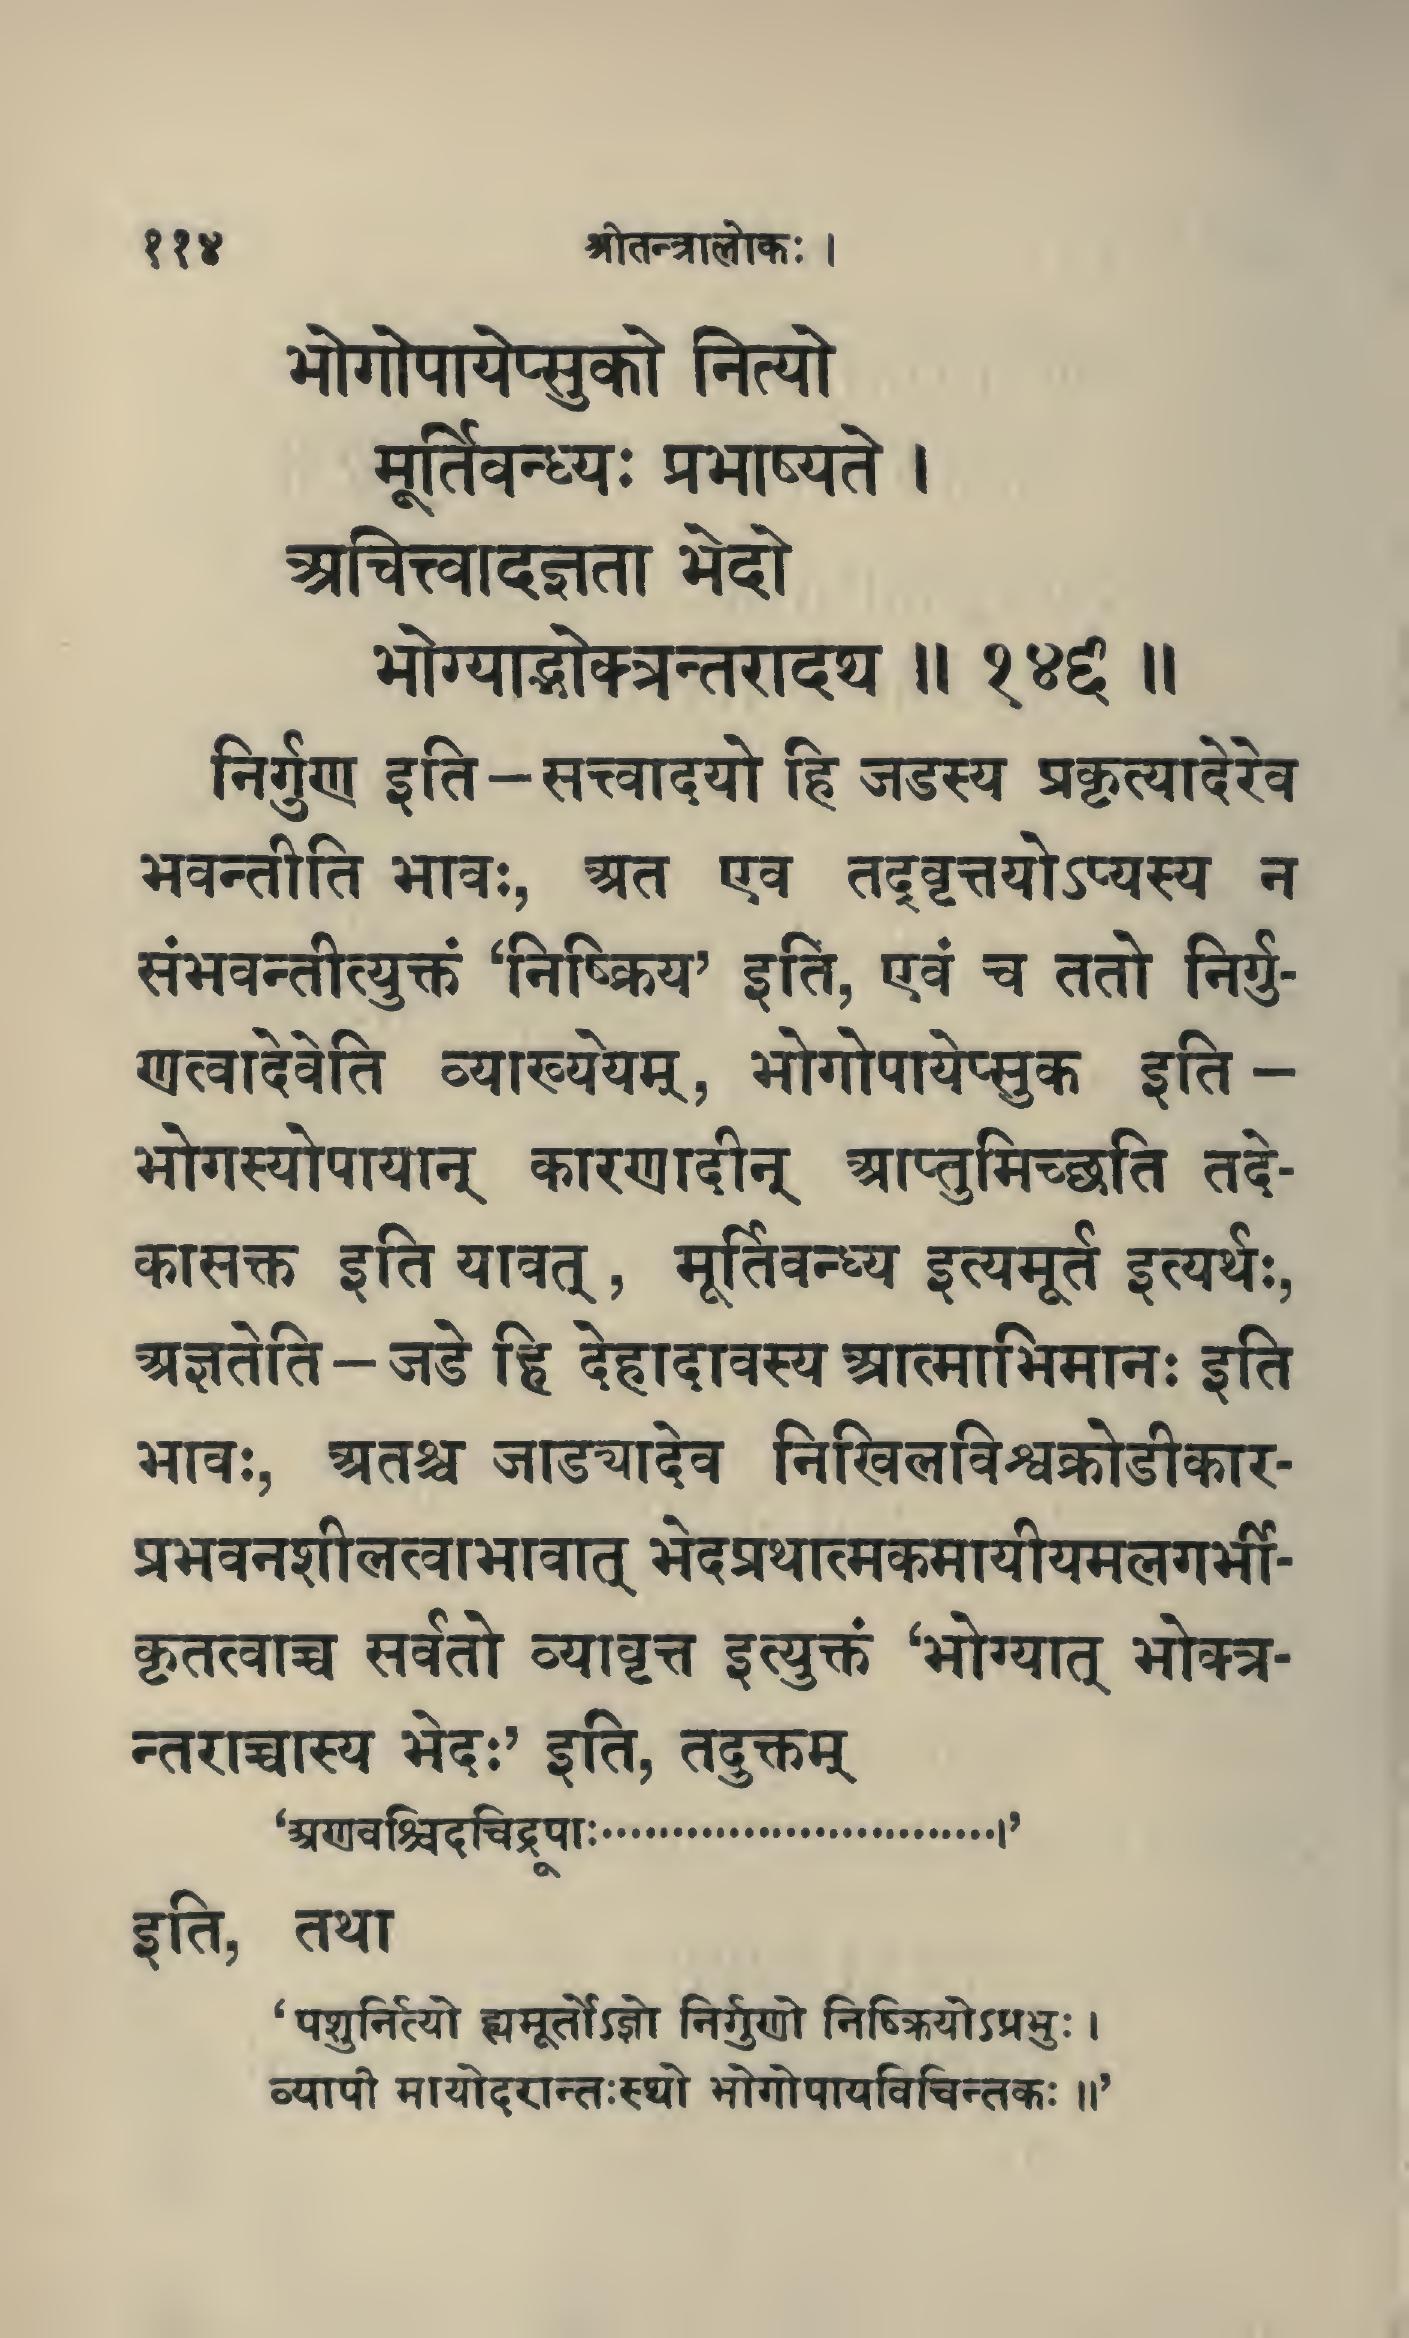 ११४ श्रीतन्त्रालोकः ।
भोगोपायेप्सुको नित्यो
मूर्तिवन्ध्यः प्रभाष्यते ।
अचित्त्वादज्ञता भेदो
भोग्याद्भोक्त्रन्तरादथ ॥ १४६ ॥
निर्गुण इति – सत्त्वादयो हि जडस्य प्रकृत्यादेरेव
भवन्तीति भावः, अत एव तद्वृत्तयोऽप्यस्य न
संभवन्तीत्युक्तं ‘निष्क्रिय’ इति, एवं च ततो निर्गु-
णत्वादेवेति व्याख्येयम्, भोगोपायेप्सुक इति –
भोगस्योपायान् कारणादीन् आप्तुमिच्छति तदे-
कासक्त इति यावत्, मूर्तिवन्ध्य इत्यमूर्त इत्यर्थः,
अज्ञतेति – जडे हि देहादावस्य आत्माभिमानः इति
भावः, अतश्च जाड्यादेव निखिलविश्वक्रोडीकार-
प्रभवनशीलत्वाभावात् भेदप्रथात्मकमायीयमलगर्भी-
कृतत्वाच्च सर्वतो व्यावृत्त इत्युक्तं ‘भोग्यात् भोक्त्र-
न्तराच्चास्य भेदः’ इति, तदुक्तम्
‘अणवश्चिदचिद्रूपाः..............................।’
इति, तथा
‘पशुर्नित्यो ह्यमूर्तोऽज्ञो निर्गुणो निष्क्रियोऽप्रभुः ।
व्यापी मायोदरान्तःस्थो भोगोपायविचिन्तकः ॥’